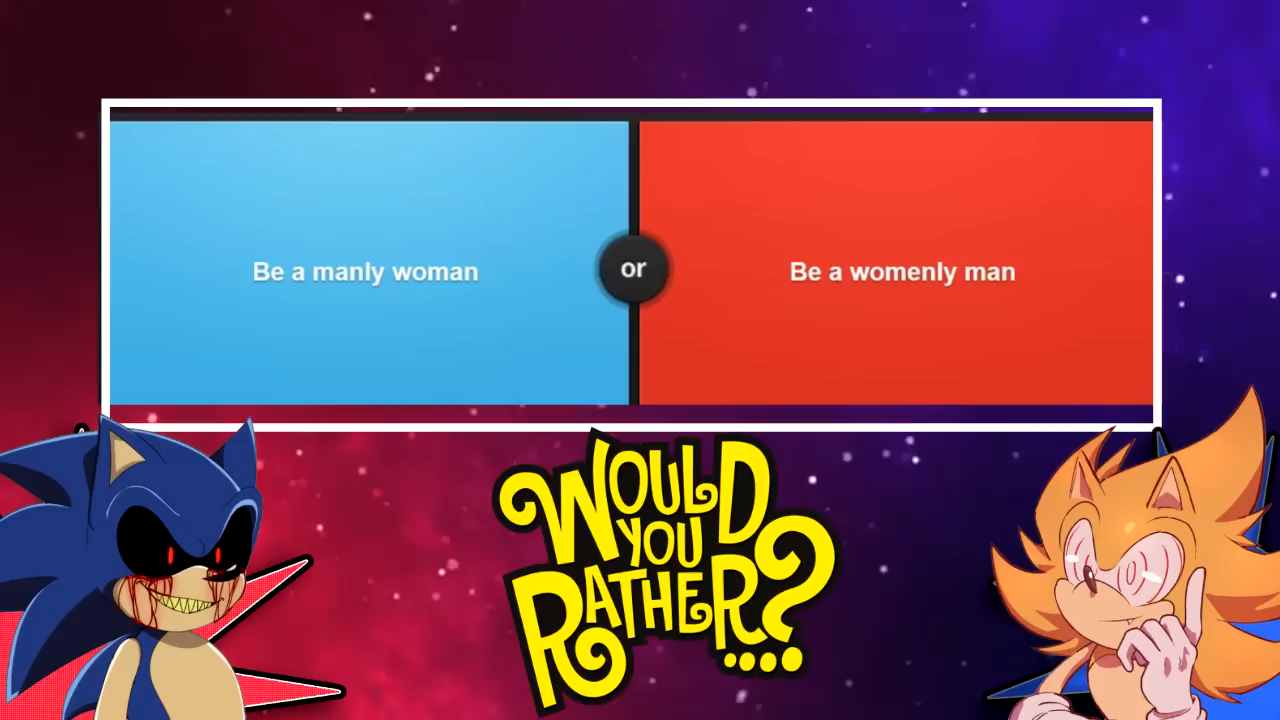 Be a manly woman
or
Be a womenly man
WOULD
YOU
RATHER...?